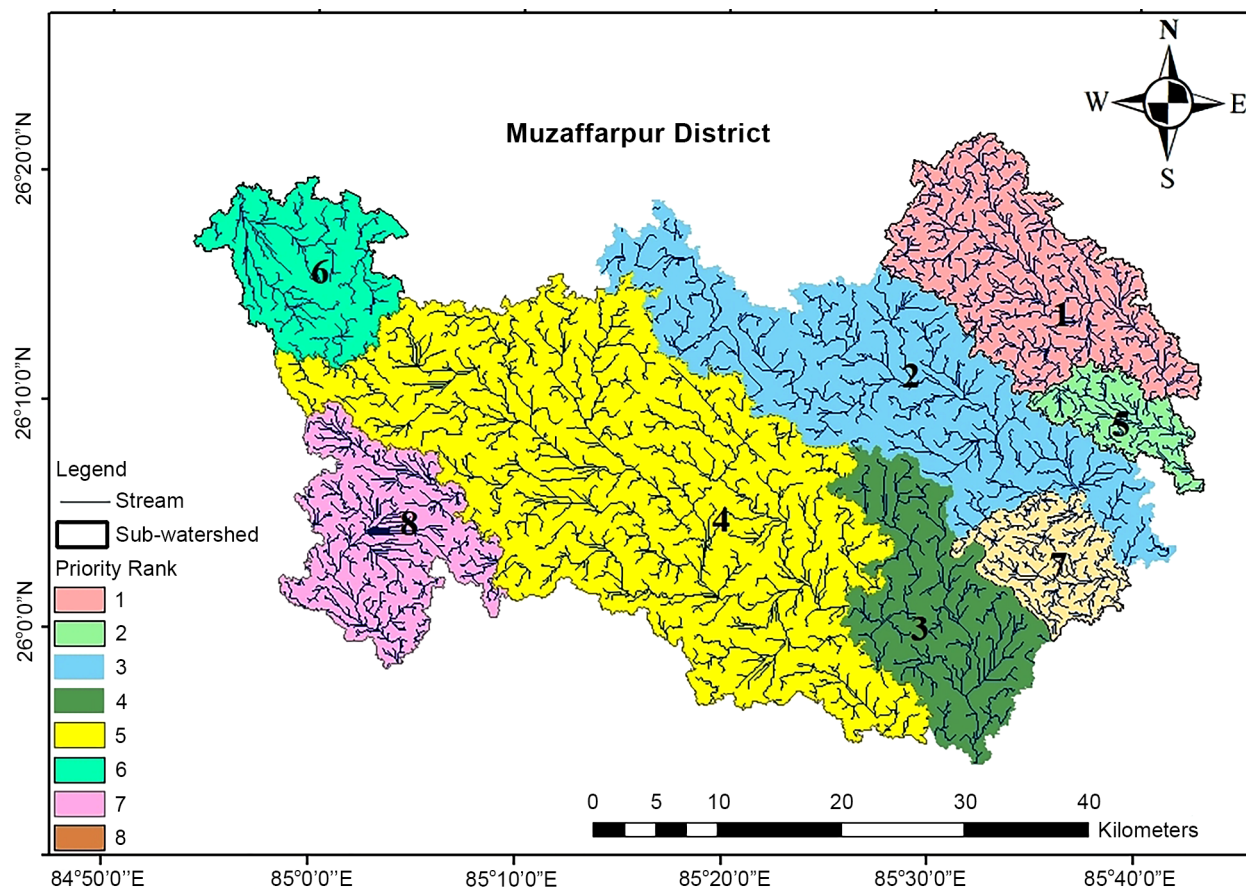 N
W E
S
Muzaffarpur District
26°20'0"N
26°10'0"N
26°0'0"N
6
1
2
5
4
8
7
3
Legend
Stream
Sub-watershed
Priority Rank
1
2
3
4
5
6
7
8
0 5 10 20 30 40
Kilometers
84°50'0"E 85°0'0"E 85°10'0"E 85°20'0"E 85°30'0"E 85°40'0"E